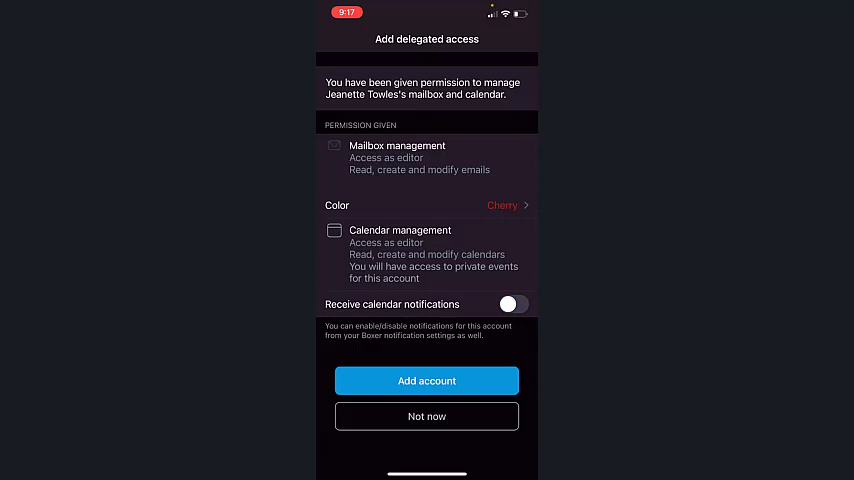 9:17
Add delegated access
You have been given permission to manage
Jeanette Towles's mailbox and calendar.
PERMISSION GIVEN
Mailbox management
Access as editor
Read, create and modify emails
Color
Cherry
Calendar management
Access as editor
Read, create and modify calendars
You will have access to private events
for this account
Receive calendar notifications
You can enable/disable notifications for this account
from your Boxer notification settings as well.
Add account
Not now